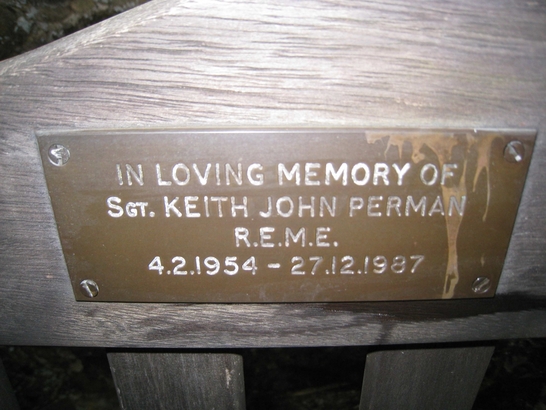 IN LOVING MEMORY OF
SGT. KEITH JOHN PERMAN
R.E.M.E.
4.2.1954 - 27.12.1987